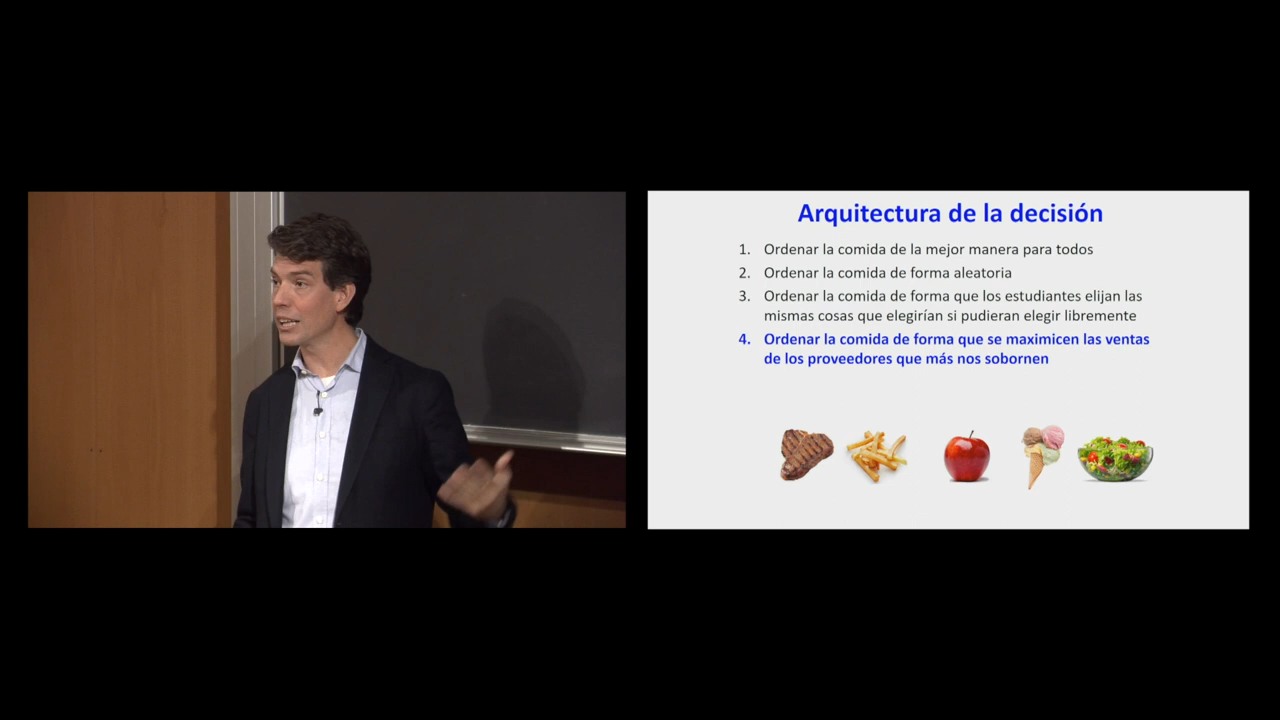 Arquitectura de la decisión
1. Ordenar la comida de la mejor manera para todos
2. Ordenar la comida de forma aleatoria
3. Ordenar la comida de forma que los estudiantes elijan las
mismas cosas que elegirían si pudieran elegir libremente
4. Ordenar la comida de forma que se maximicen las ventas
de los proveedores que más nos sobornen